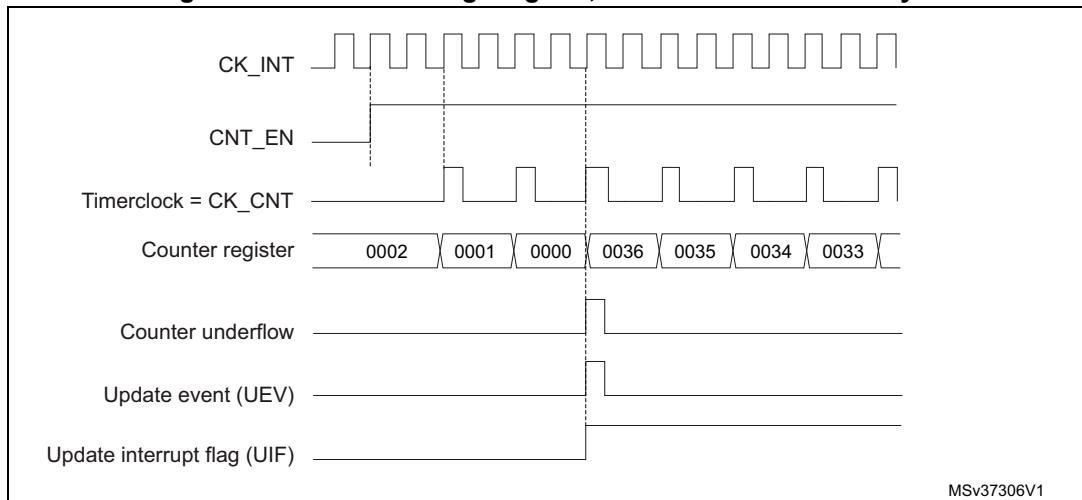 CK_INT
CNT_EN
Timerclock = CK_CNT
Counter register 0002 0001 0000 0036 0035 0034 0033
Counter underflow
Update event (UEV)
Update interrupt flag (UIF)
MSv37306V1